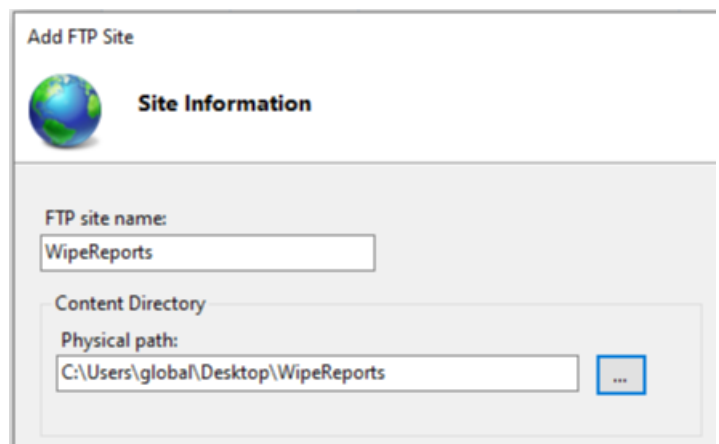 Add FTP Site
Site Information
FTP site name:
WipeReports
Content Directory
Physical path:
C:\Users\global\Desktop\WipeReports
...